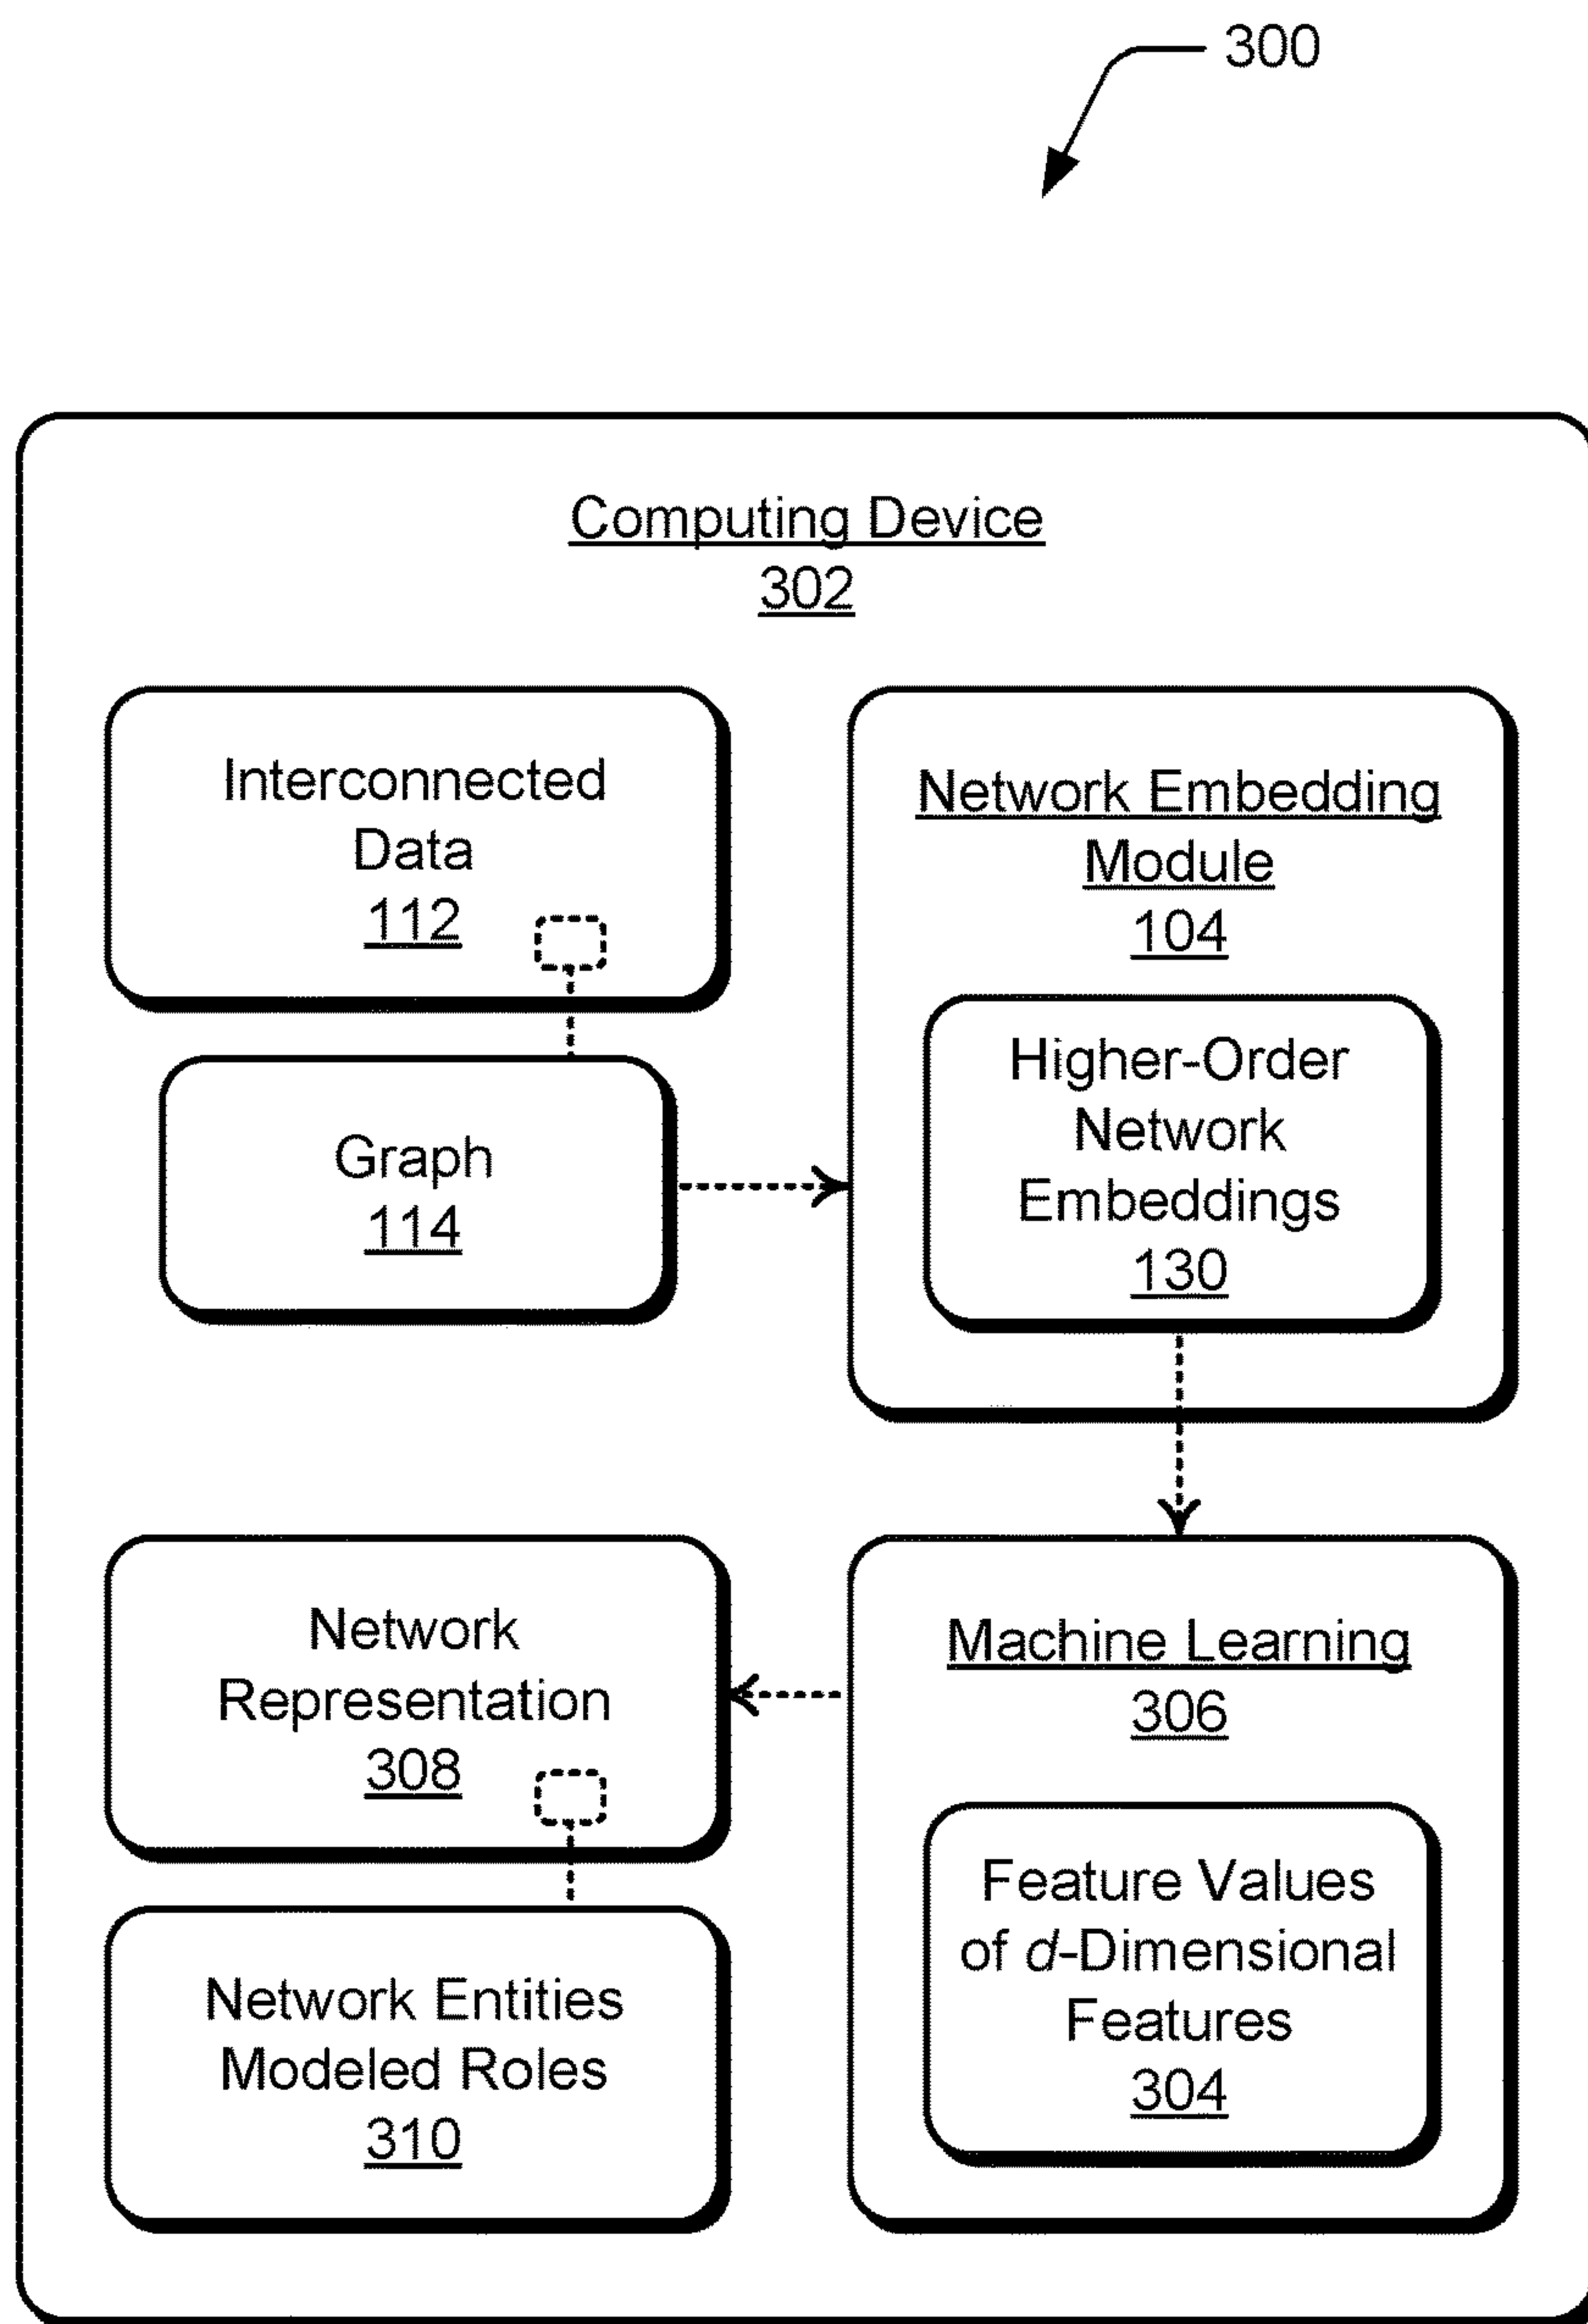 300
Computing Device
302
Interconnected
Data
112
Graph
114
Network Embedding
Module
104
Higher-Order
Network
Embeddings
130
Network
Representation
308
Network Entities
Modeled Roles
310
Machine Learning
306
Feature Values
of d-Dimensional
Features
304